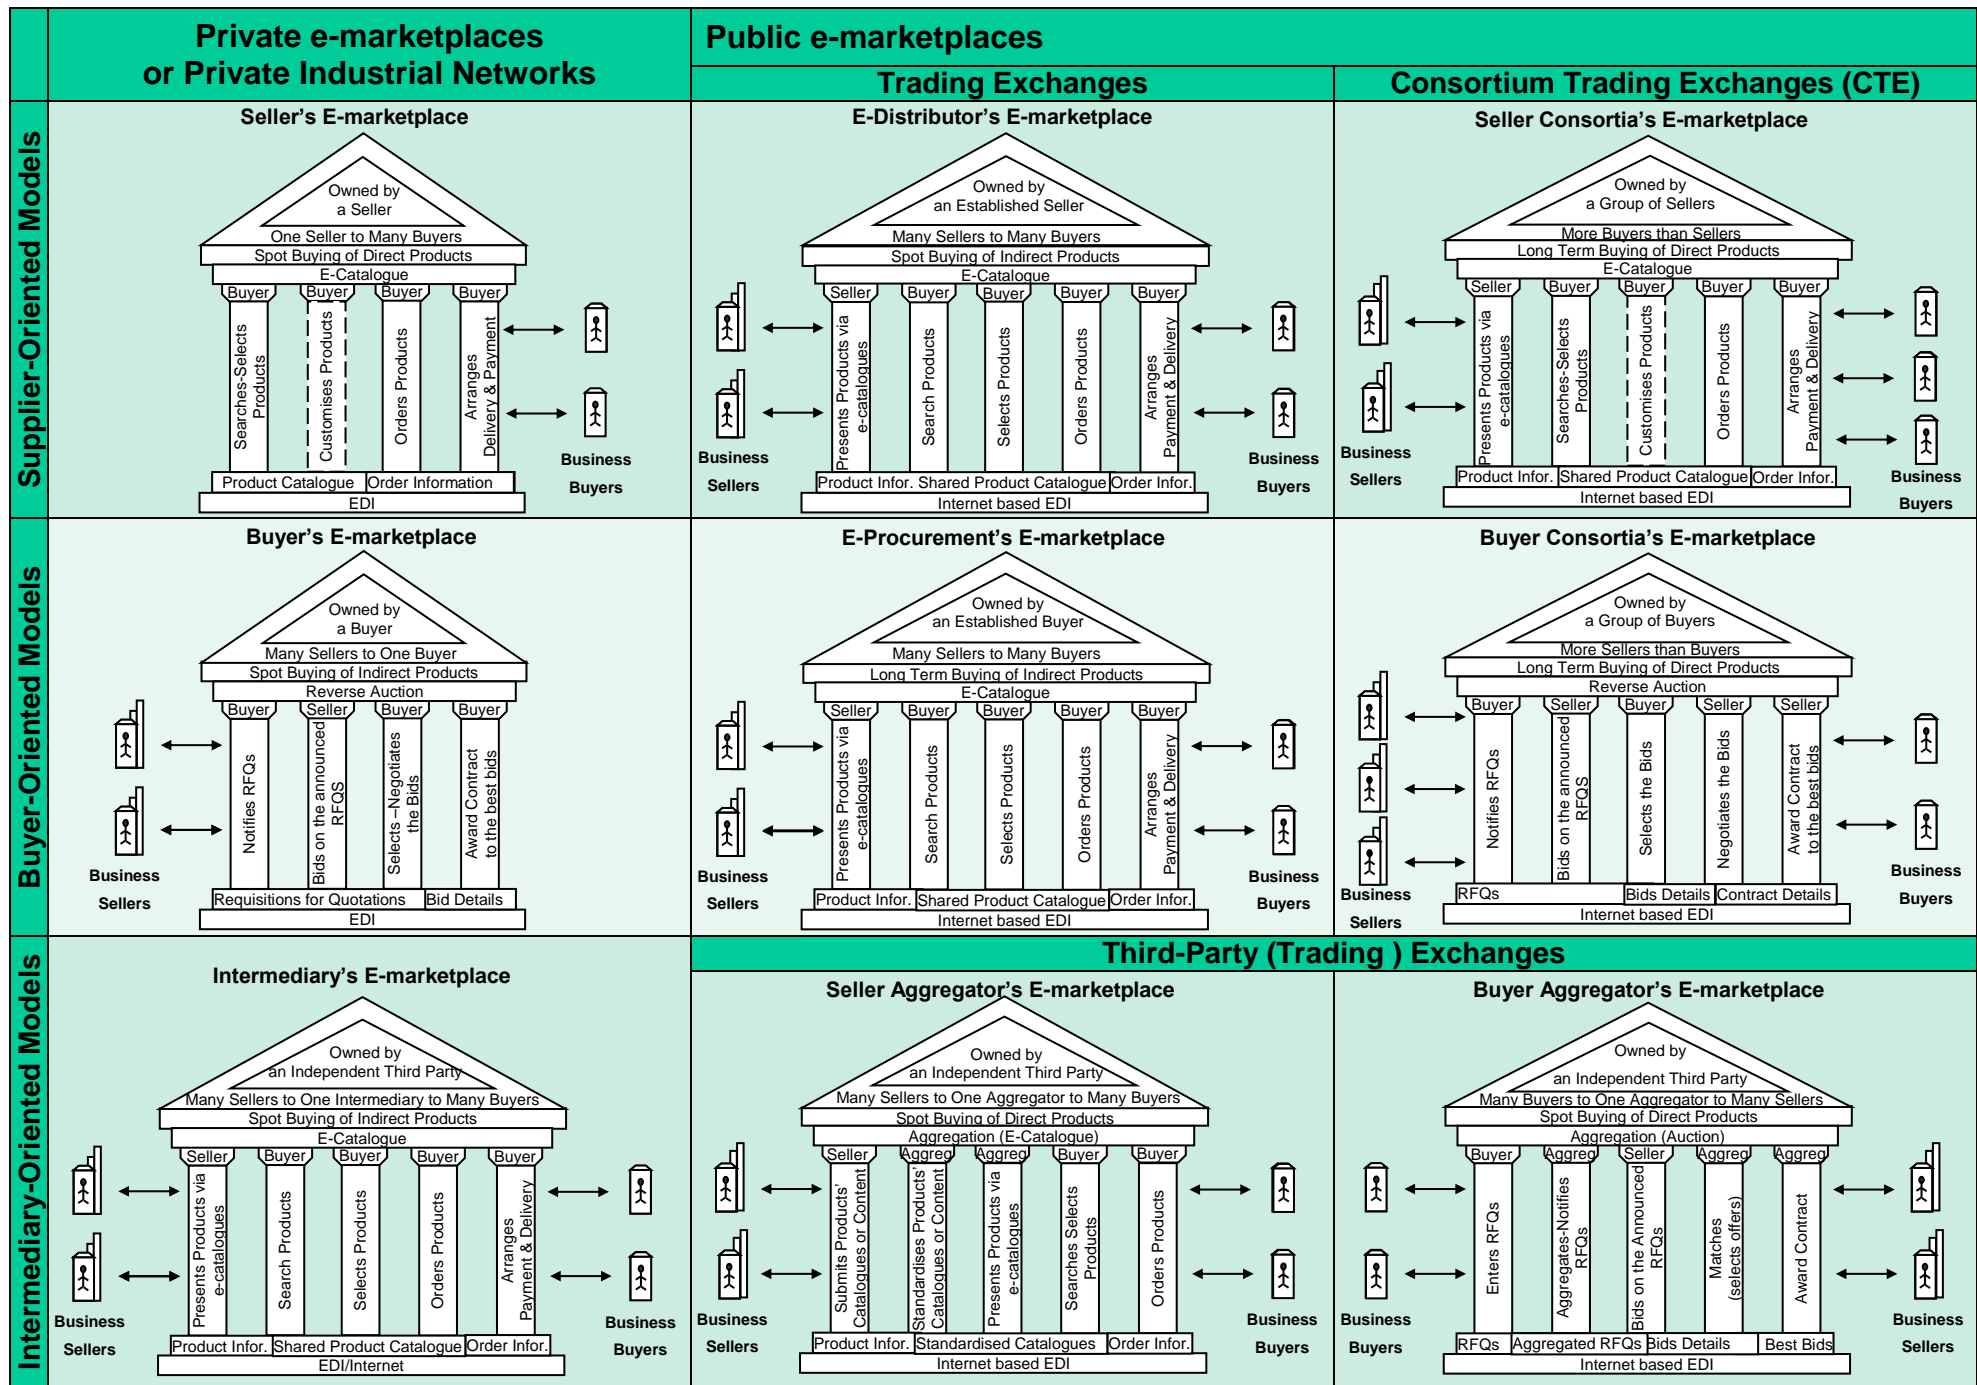 Private e-marketplaces
or Private Industrial Networks
Public e-marketplaces
Trading Exchanges
Consortium Trading Exchanges (CTE)
Supplier-Oriented Models
Seller’s E-marketplace
Owned by
a Seller
One Seller to Many Buyers
Spot Buying of Direct Products
E-Catalogue
Buyer
Buyer
Buyer
Buyer
Searches-Selects
Products
Customises Products
Orders Products
Arranges
Delivery & Payment
Business
Buyers
Product Catalogue
Order Information
EDI
E-Distributor’s E-marketplace
Owned by
an Established Seller
Many Sellers to Many Buyers
Spot Buying of Indirect Products
E-Catalogue
Seller
Buyer
Buyer
Buyer
Buyer
Presents Products via
e-catalogues
Search Products
Selects Products
Orders Products
Arranges
Payment & Delivery
Business
Sellers
Business
Buyers
Product Infor.
Shared Product Catalogue
Order Infor.
Internet based EDI
Seller Consortia’s E-marketplace
Owned by
a Group of Sellers
More Buyers than Sellers
Long Term Buying of Direct Products
E-Catalogue
Seller
Buyer
Buyer
Buyer
Buyer
Presents Products via
e-catalogues
Searches-Selects
Products
Customises Products
Orders Products
Arranges
Payment & Delivery
Business
Sellers
Business
Buyers
Product Infor.
Shared Product Catalogue
Order Infor.
Internet based EDI
Buyer-Oriented Models
Buyer’s E-marketplace
Owned by
a Buyer
Many Sellers to One Buyer
Spot Buying of Indirect Products
Reverse Auction
Buyer
Seller
Buyer
Buyer
Notifies RFQs
Bids on the announced
RFQS
Selects –Negotiates
the Bids
Award Contract
to the best bids
Business
Sellers
Requisitions for Quotations
Bid Details
EDI
E-Procurement’s E-marketplace
Owned by
an Established Buyer
Many Sellers to Many Buyers
Long Term Buying of Indirect Products
E-Catalogue
Seller
Buyer
Buyer
Buyer
Buyer
Presents Products via
e-catalogues
Search Products
Selects Products
Orders Products
Arranges
Payment & Delivery
Business
Sellers
Business
Buyers
Product Infor.
Shared Product Catalogue
Order Infor.
Internet based EDI
Buyer Consortia’s E-marketplace
Owned by
a Group of Buyers
More Sellers than Buyers
Long Term Buying of Direct Products
Reverse Auction
Buyer
Seller
Buyer
Seller
Seller
Notifies RFQs
Bids on the announced
RFQS
Selects the Bids
Negotiates the Bids
Award Contract
to the best bids
Business
Sellers
Business
Buyers
RFQs
Bids Details
Contract Details
Internet based EDI
Intermediary-Oriented Models
Intermediary’s E-marketplace
Owned by
an Independent Third Party
Many Sellers to One Intermediary to Many Buyers
Spot Buying of Indirect Products
E-Catalogue
Seller
Buyer
Buyer
Buyer
Buyer
Presents Products via
e-catalogues
Search Products
Selects Products
Orders Products
Arranges
Payment & Delivery
Business
Sellers
Business
Buyers
Product Infor.
Shared Product Catalogue
Order Infor.
EDI/Internet
Third-Party (Trading ) Exchanges
Seller Aggregator’s E-marketplace
Owned by
an Independent Third Party
Many Sellers to One Aggregator to Many Buyers
Spot Buying of Direct Products
Aggregation (E-Catalogue)
Seller
Aggreg
Aggreg
Buyer
Buyer
Submits Products’
Catalogues or Content
Standardises Products’
Catalogues or Content
Presents Products via
e-catalogues
Searches Selects
Products
Orders Products
Business
Sellers
Business
Buyers
Product Infor.
Standardised Catalogues
Order Infor.
Internet based EDI
Buyer Aggregator’s E-marketplace
Owned by
an Independent Third Party
Many Buyers to One Aggregator to Many Sellers
Spot Buying of Direct Products
Aggregation (Auction)
Buyer
Aggreg
Seller
Aggreg
Aggreg
Enters RFQs
Aggregates-Notifies
RFQs
Bids on the Announced
RFQs
Matches
(selects offers)
Award Contract
Business
Buyers
Business
Sellers
RFQs
Aggregated RFQs
Bids Details
Best Bids
Internet based EDI